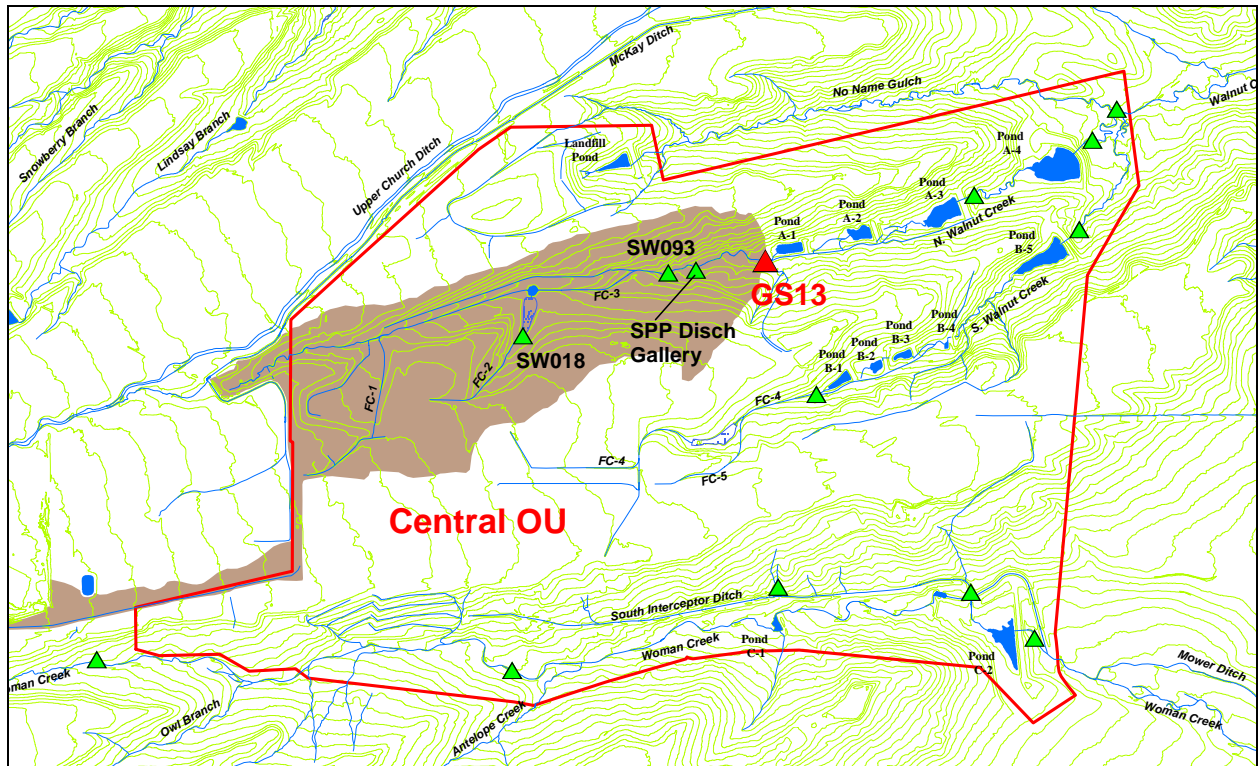 McKay Ditch
No Name Gulch
Walnut C
Snowberry Branch
Lindsay Branch
Upper Church Ditch
Landfill
Pond
Pond
A-4
Pond
A-3
Pond
A-2
Pond
A-1
N. Walnut Creek
Pond
B-5
SW093
GS13
FC-3
SPP Disch
Gallery
S. Walnut Creek
Pond
B-4
Pond
B-3
Pond
B-2
Pond
B-1
SW018
FC-2
FC-1
FC-4
FC-4
FC-5
Central OU
South Interceptor Ditch
Woman Creek
Pond
C-1
Pond
C-2
Mower Ditch
Woman Creek
oman Creek
Owl Branch
Antelope Creek